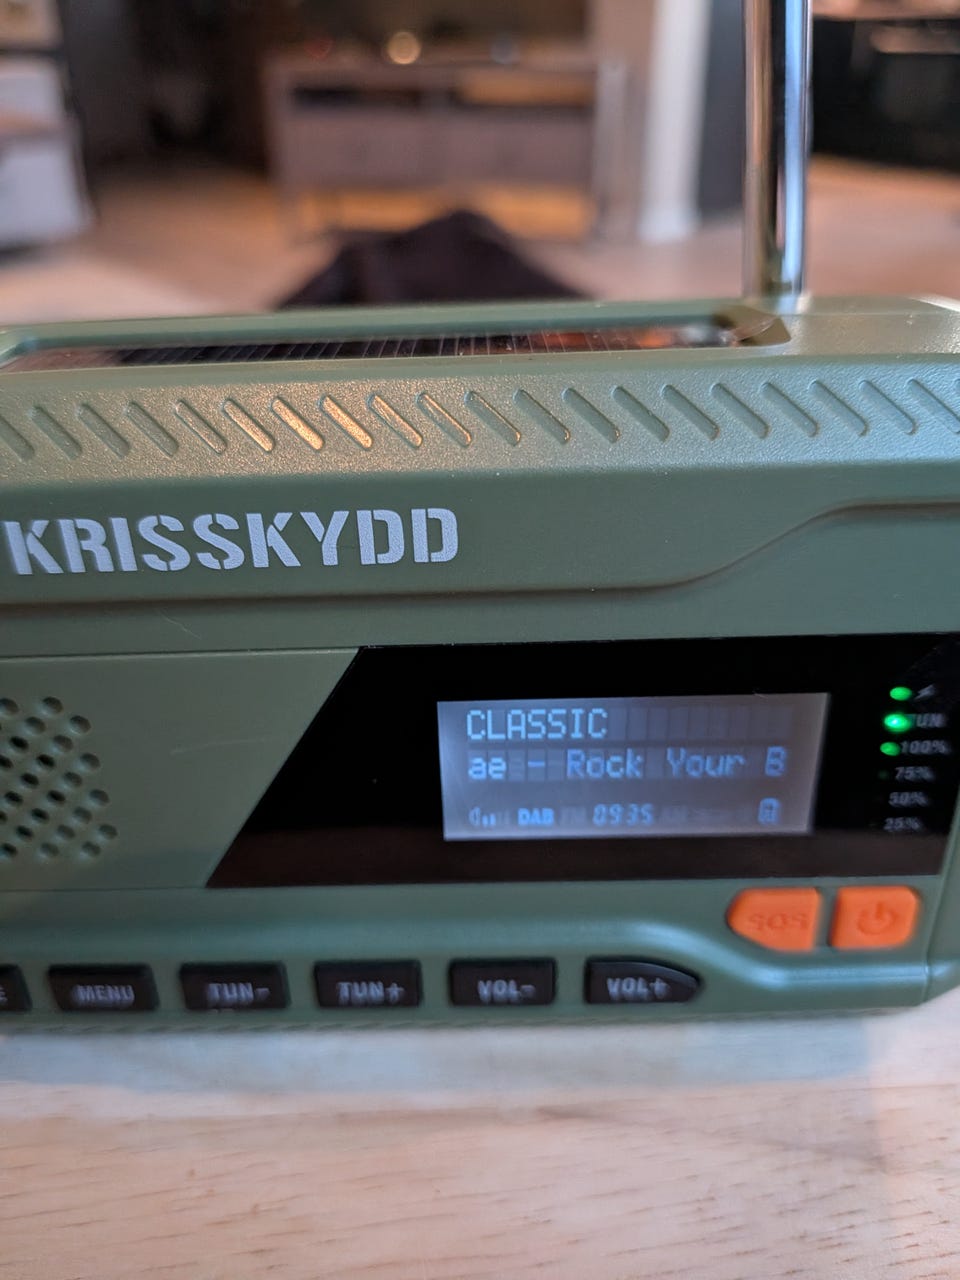 KRISSKYDD
CLASSIC
ae - Rock Your B
DAB 09:35
TUN
100%
75%
50%
25%
SOS
MENU
TUN-
TUN+
VOL-
VOL+